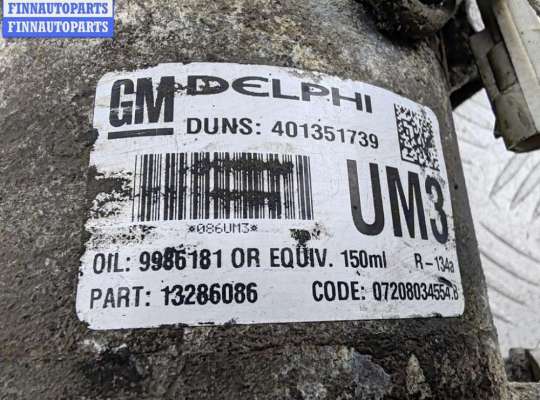 FINNAUTOPARTS
FINNAUTOPARTS
GM DELPHI
DUNS: 401351739
*086UM3*
UM3
OIL: 9986181 OR EQUIV. 150ml R-134a
PART: 13286086 CODE: 07208034554.B